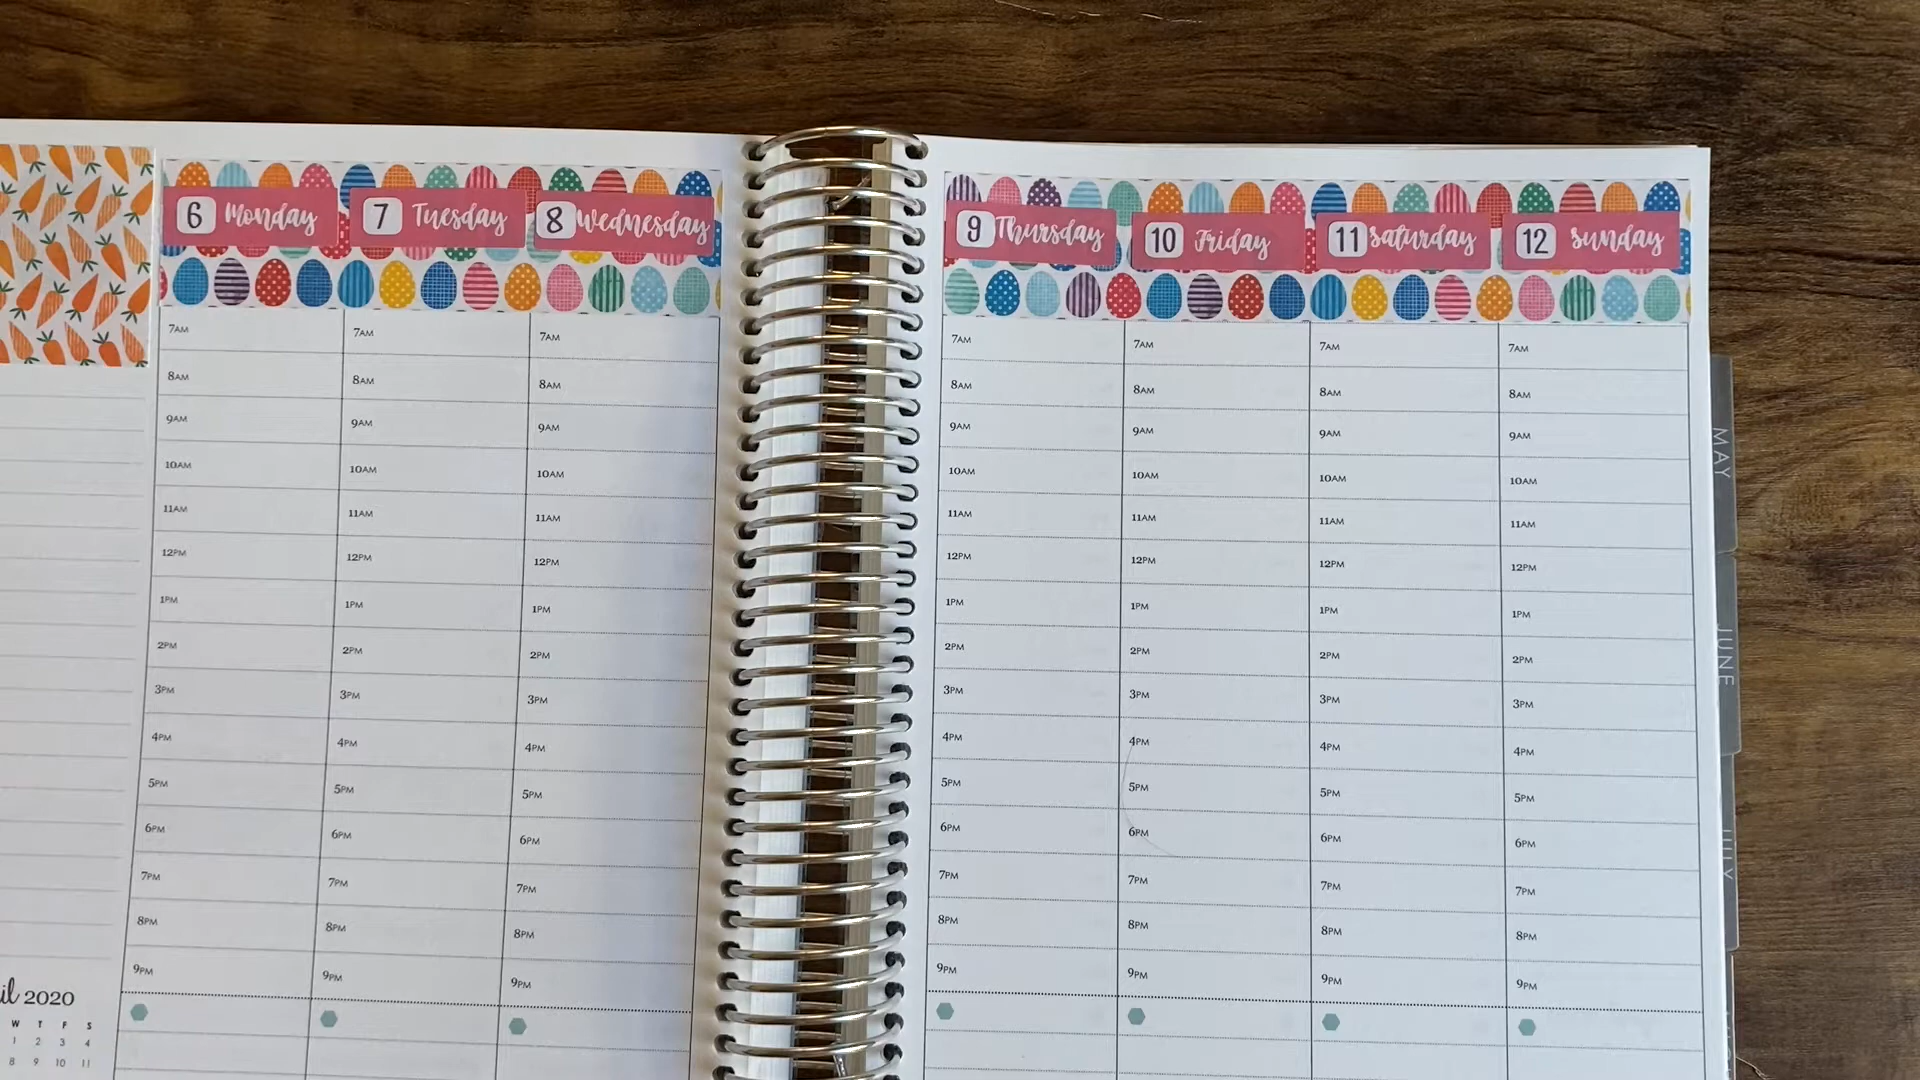 6 Monday 7 Tuesday 8 Wednesday 9 Thursday 10 Friday 11 Saturday 12 Sunday
7AM 7AM 7AM 7AM 7AM 7AM 7AM
8AM 8AM 8AM 8AM 8AM 8AM 8AM
9AM 9AM 9AM 9AM 9AM 9AM 9AM
10AM 10AM 10AM 10AM 10AM 10AM 10AM
11AM 11AM 11AM 11AM 11AM 11AM 11AM
12PM 12PM 12PM 12PM 12PM 12PM 12PM
1PM 1PM 1PM 1PM 1PM 1PM 1PM
2PM 2PM 2PM 2PM 2PM 2PM 2PM
3PM 3PM 3PM 3PM 3PM 3PM 3PM
4PM 4PM 4PM 4PM 4PM 4PM 4PM
5PM 5PM 5PM 5PM 5PM 5PM 5PM
6PM 6PM 6PM 6PM 6PM 6PM 6PM
7PM 7PM 7PM 7PM 7PM 7PM 7PM
8PM 8PM 8PM 8PM 8PM 8PM 8PM
9PM 9PM 9PM 9PM 9PM 9PM 9PM
il 2020
W T F S
1 2 3 4
8 9 10 11
MAY
JUNE
JULY